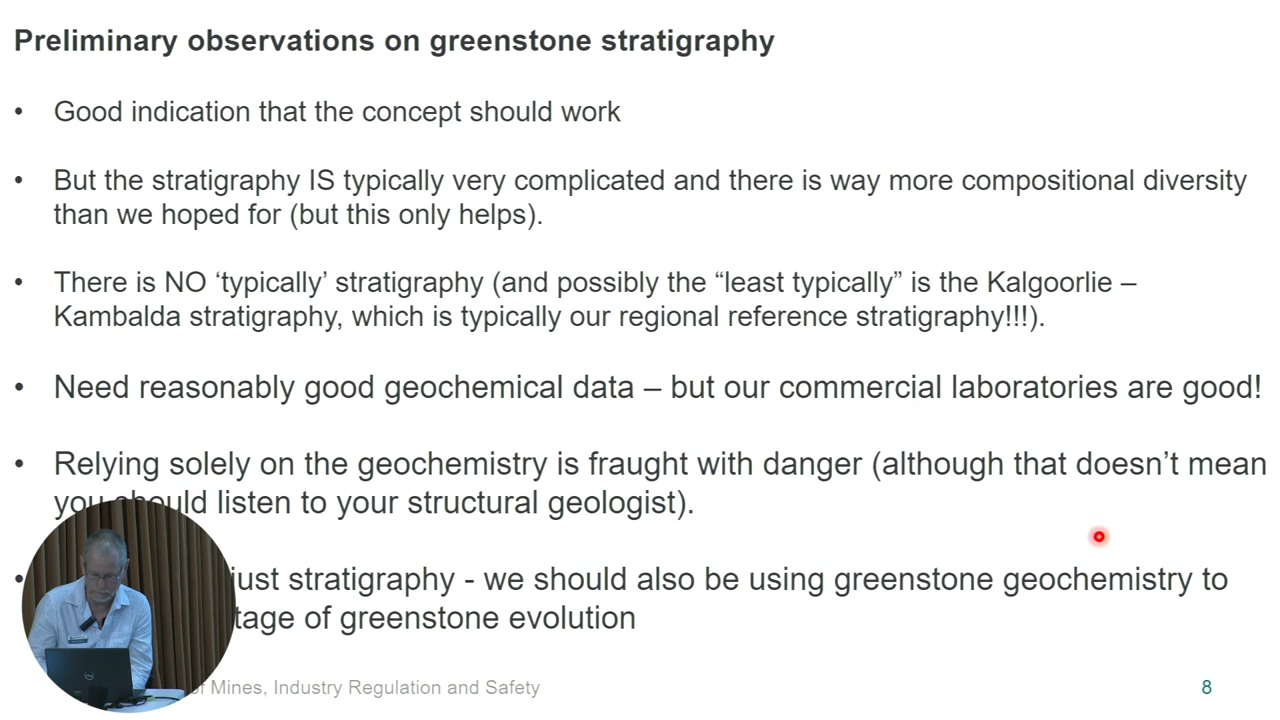 Preliminary observations on greenstone stratigraphy
• Good indication that the concept should work
• But the stratigraphy IS typically very complicated and there is way more compositional diversity
than we hoped for (but this only helps).
• There is NO ‘typically’ stratigraphy (and possibly the “least typically” is the Kalgoorlie –
Kambalda stratigraphy, which is typically our regional reference stratigraphy!!!).
• Need reasonably good geochemical data – but our commercial laboratories are good!
• Relying solely on the geochemistry is fraught with danger (although that doesn’t mean
you should listen to your structural geologist).
• just stratigraphy - we should also be using greenstone geochemistry to
of greenstone evolution
of Mines, Industry Regulation and Safety
8